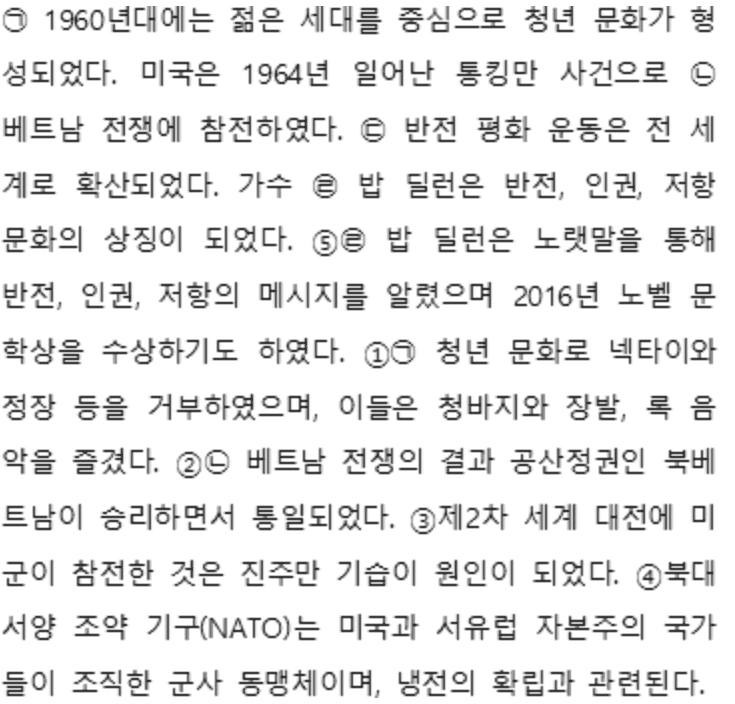 ㉠ 1960년대에는 젊은 세대를 중심으로 청년 문화가 형
성되었다. 미국은 1964년 일어난 통킹만 사건으로 ㉡
베트남 전쟁에 참전하였다. ㉢ 반전 평화 운동은 전 세
계로 확산되었다. 가수 ㉣ 밥 딜런은 반전, 인권, 저항
문화의 상징이 되었다. ⑤㉣ 밥 딜런은 노랫말을 통해
반전, 인권, 저항의 메시지를 알렸으며 2016년 노벨 문
학상을 수상하기도 하였다. ①㉠ 청년 문화로 넥타이와
정장 등을 거부하였으며, 이들은 청바지와 장발, 록 음
악을 즐겼다. ②㉡ 베트남 전쟁의 결과 공산정권인 북베
트남이 승리하면서 통일되었다. ③제2차 세계 대전에 미
군이 참전한 것은 진주만 기습이 원인이 되었다. ④북대
서양 조약 기구(NATO)는 미국과 서유럽 자본주의 국가
들이 조직한 군사 동맹체이며, 냉전의 확립과 관련된다.